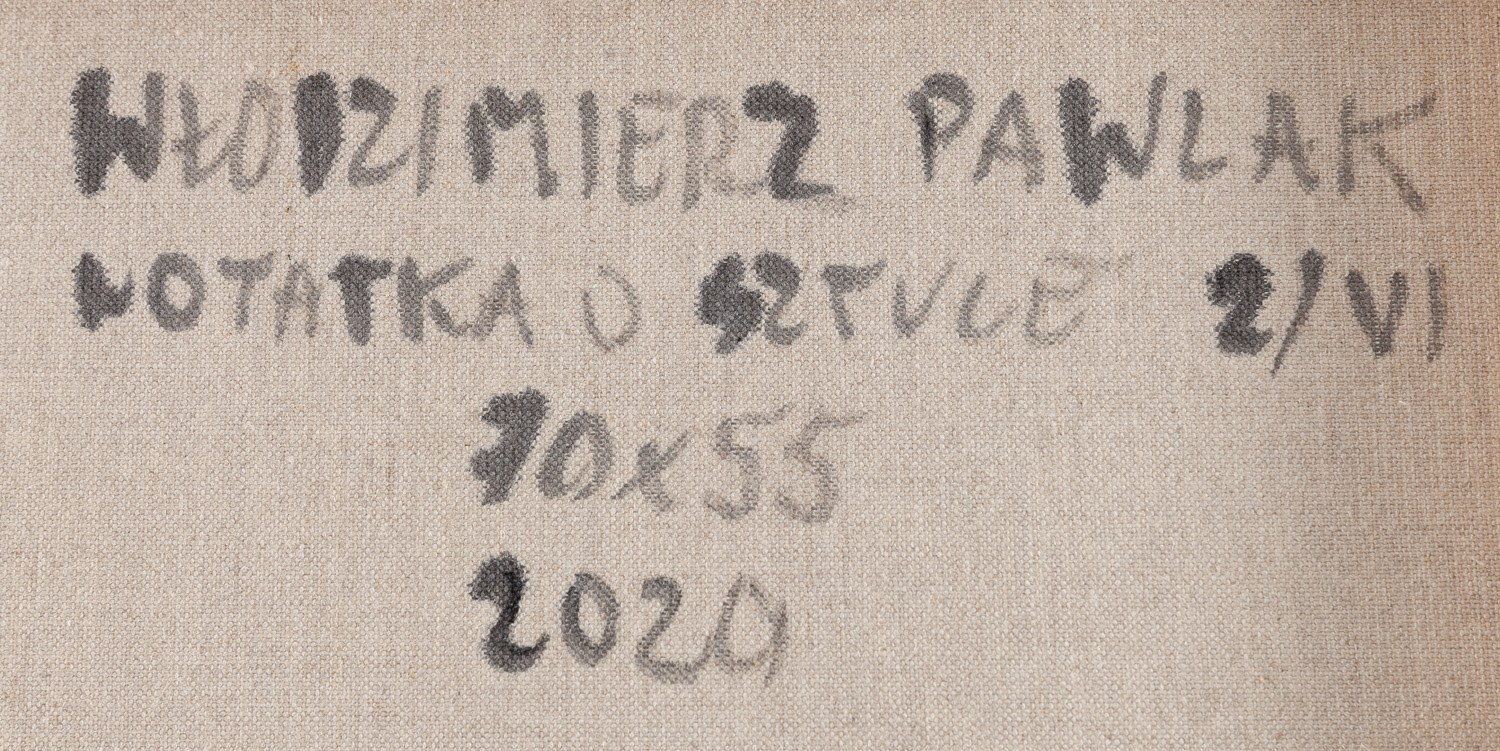 WŁODZIMIERZ PAWLAK
NOTATKA O SZTUCE 2/VI
70x55
2020